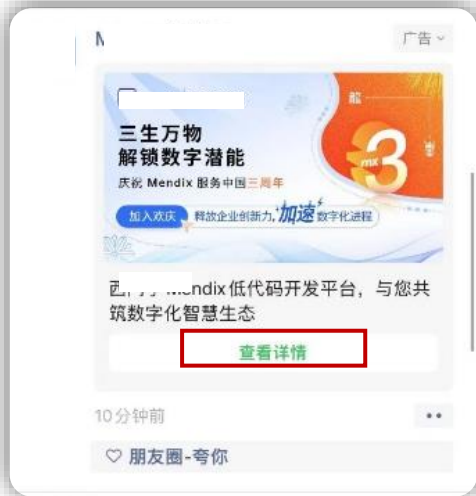 广告
三生万物
解锁数字潜能
庆祝 Mendix 服务中国三周年
加入欢庆 释放企业创新力,加速数字化进程
mx 3
Mendix低代码开发平台，与您共
筑数字化智慧生态
查看详情
10分钟前
朋友圈-夸你